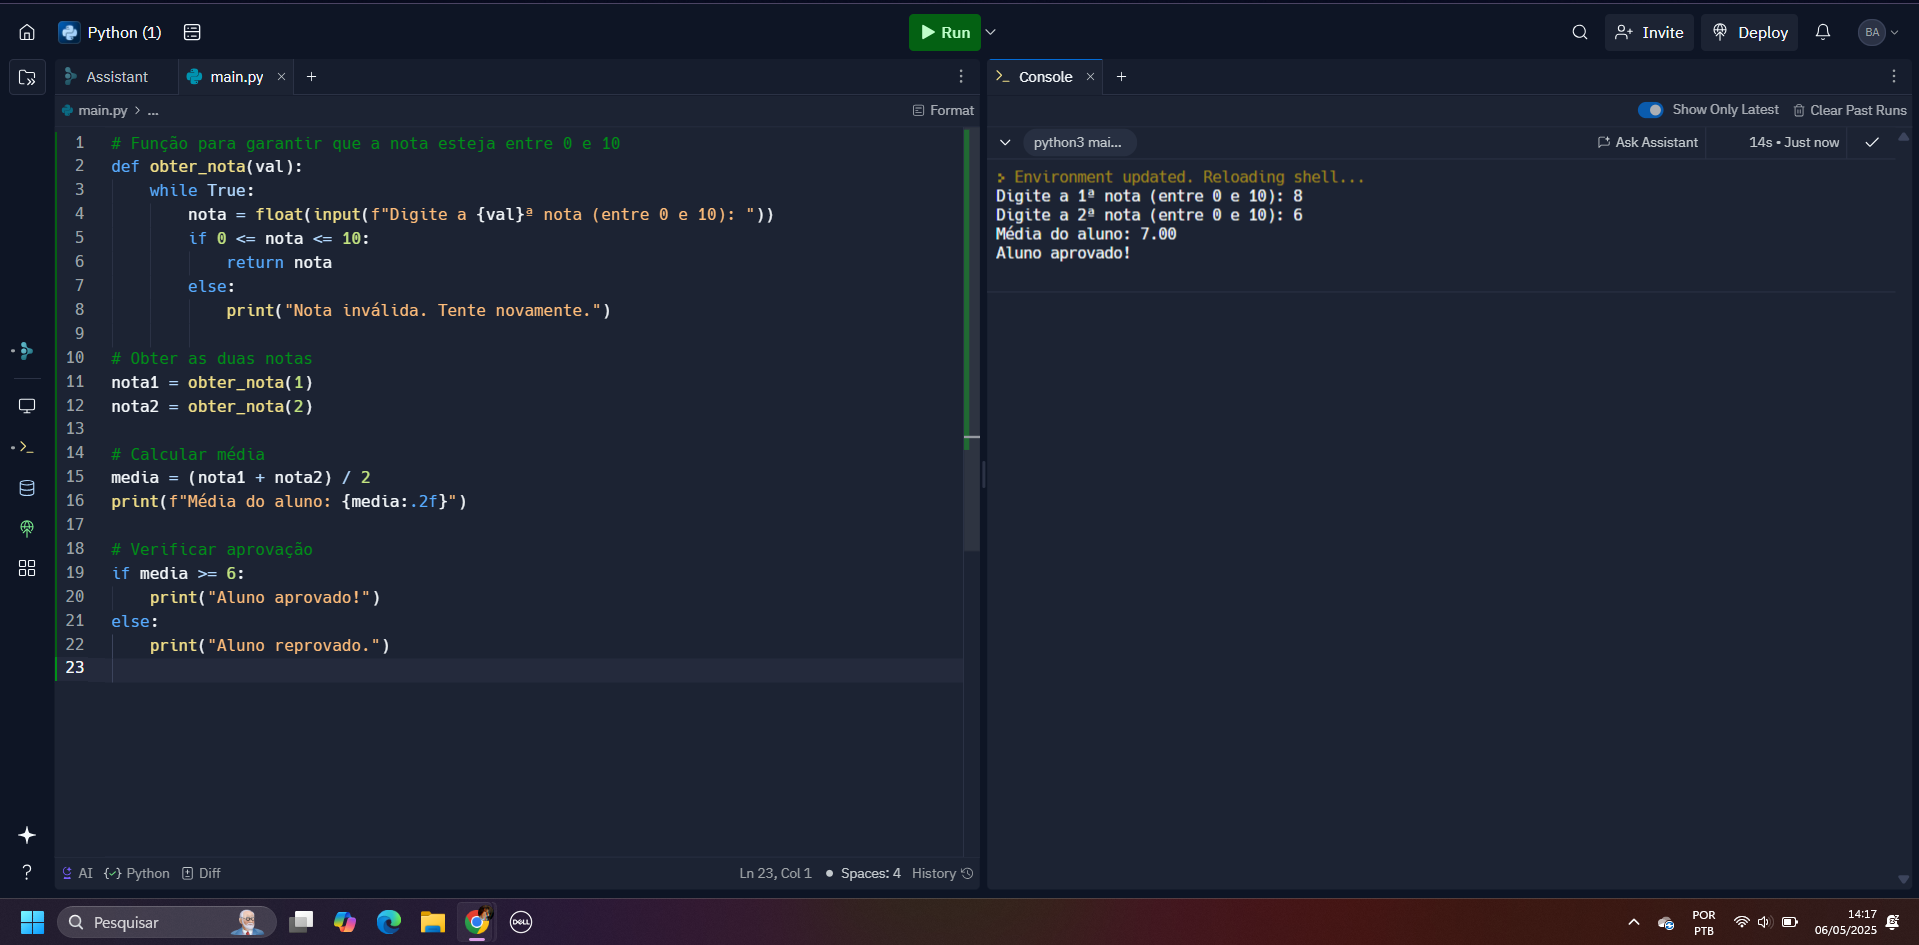 Python (1)
Run
Invite
Deploy
BA
Assistant
main.py
Console
main.py > ...
Format
Show Only Latest
Clear Past Runs
1 # Função para garantir que a nota esteja entre 0 e 10
2 def obter_nota(val):
3     while True:
4         nota = float(input(f"Digite a {val}ª nota (entre 0 e 10): "))
5         if 0 <= nota <= 10:
6             return nota
7         else:
8             print("Nota inválida. Tente novamente.")
9
10 # Obter as duas notas
11 nota1 = obter_nota(1)
12 nota2 = obter_nota(2)
13
14 # Calcular média
15 media = (nota1 + nota2) / 2
16 print(f"Média do aluno: {media:.2f}")
17
18 # Verificar aprovação
19 if media >= 6:
20     print("Aluno aprovado!")
21 else:
22     print("Aluno reprovado.")
23
python3 mai...
Ask Assistant
14s • Just now
Environment updated. Reloading shell...
Digite a 1ª nota (entre 0 e 10): 8
Digite a 2ª nota (entre 0 e 10): 6
Média do aluno: 7.00
Aluno aprovado!
AI
Python
Diff
Ln 23, Col 1
Spaces: 4
History
Pesquisar
DELL
POR
PTB
14:17
06/05/2025